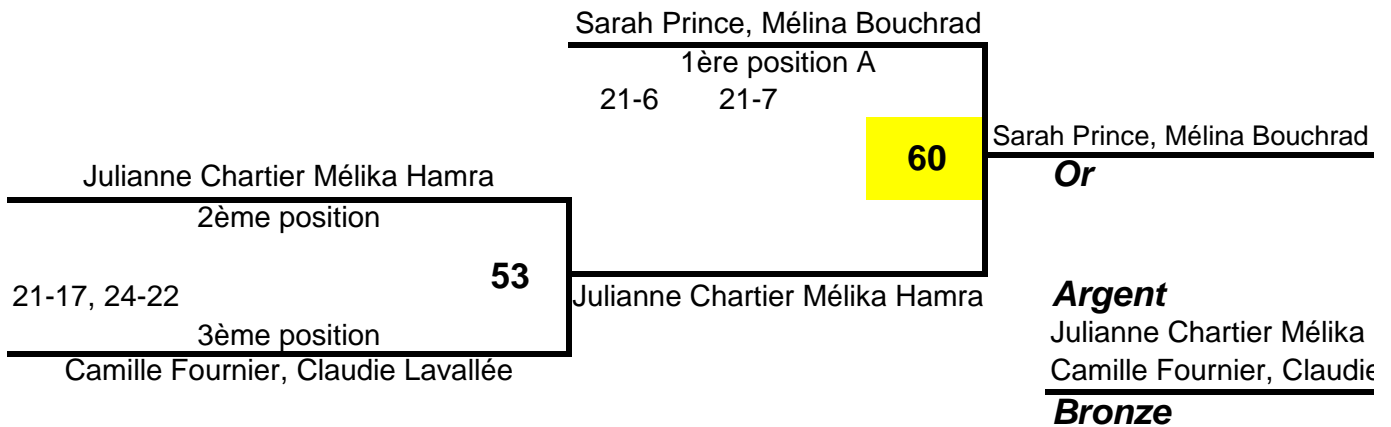 Sarah Prince, Mélina Bouchrad
1ère position A
21-6 21-7
60
Sarah Prince, Mélina Bouchrad
Or
Julianne Chartier Mélika Hamra
2ème position
53
21-17, 24-22
3ème position
Camille Fournier, Claudie Lavallée
Julianne Chartier Mélika Hamra
Argent
Julianne Chartier Mélika
Camille Fournier, Claudie
Bronze